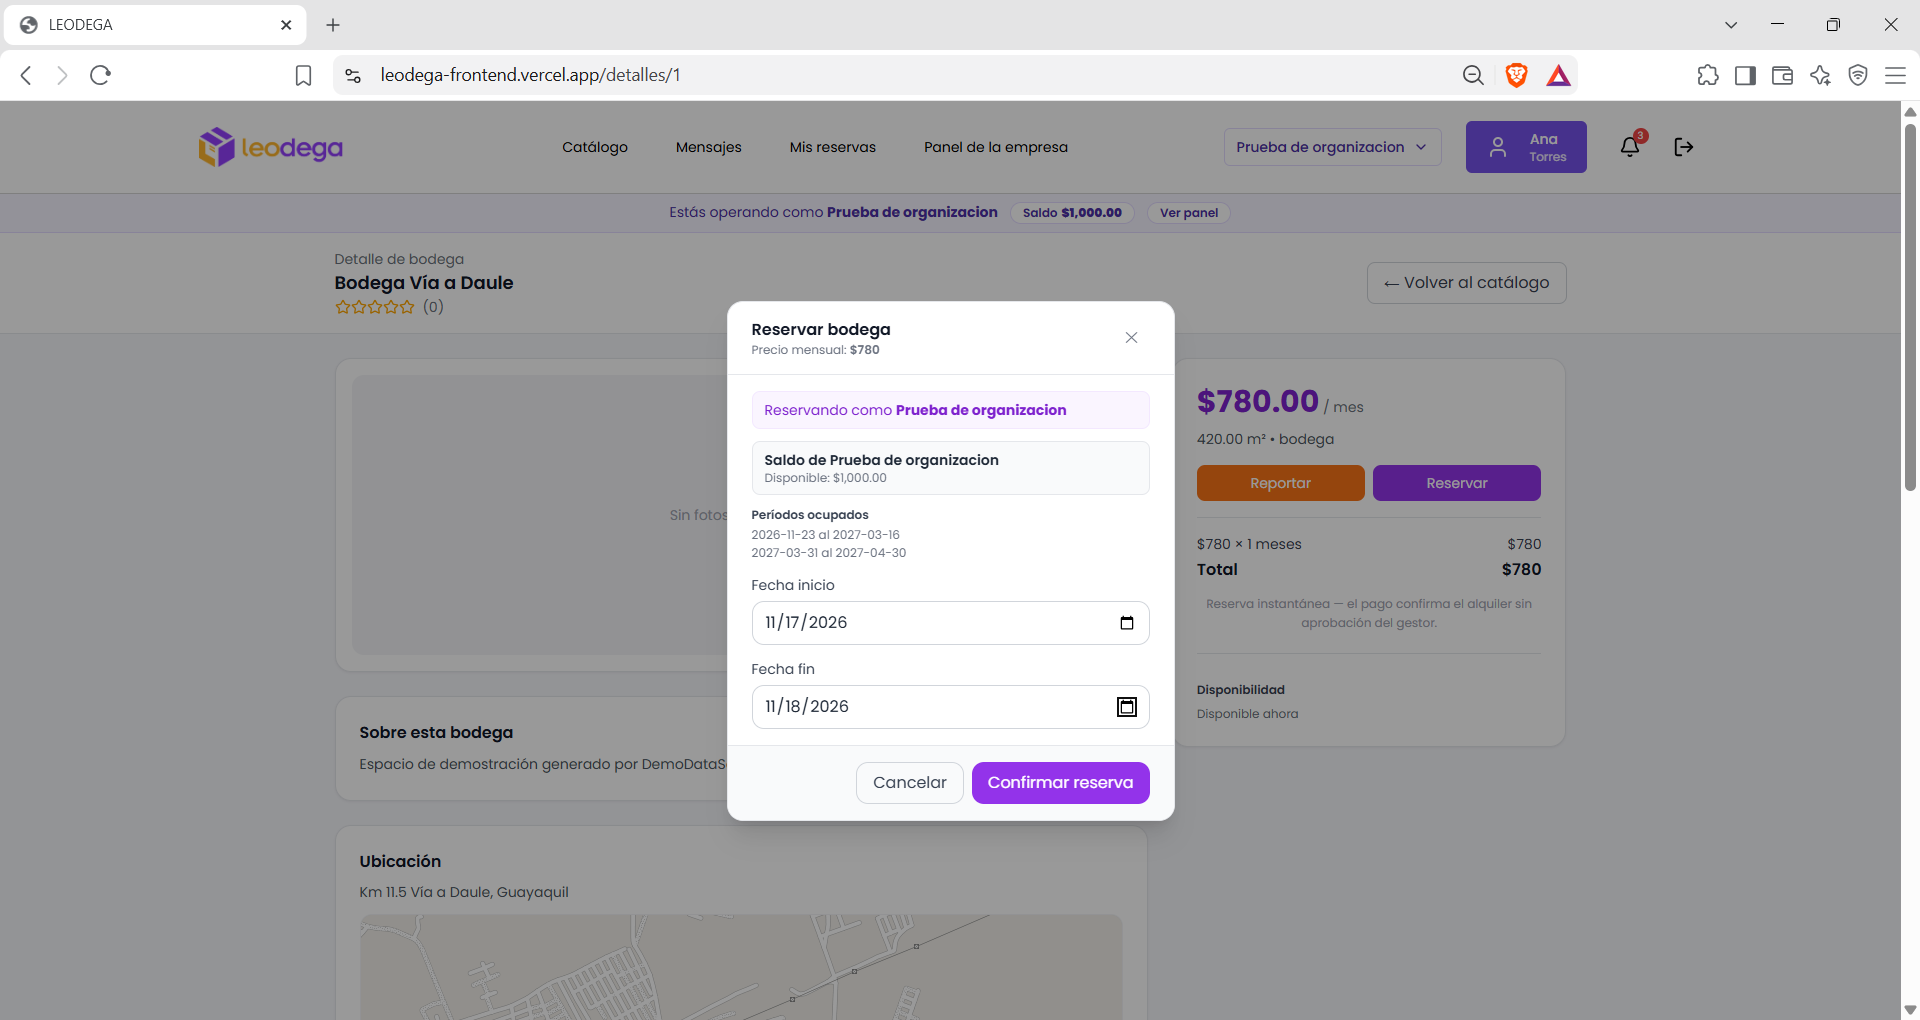 LEODEGA
leodega-frontend.vercel.app/detalles/1
leodega
Catálogo
Mensajes
Mis reservas
Panel de la empresa
Prueba de organizacion
Ana
Torres
3
Estás operando como Prueba de organizacion
Saldo $1,000.00
Ver panel
Detalle de bodega
Bodega Vía a Daule
(0)
← Volver al catálogo
Reservar bodega
Precio mensual: $780
Reservando como Prueba de organizacion
Saldo de Prueba de organizacion
Disponible: $1,000.00
Períodos ocupados
2026-11-23 al 2027-03-16
2027-03-31 al 2027-04-30
Fecha inicio
11/17/2026
Fecha fin
11/18/2026
Cancelar
Confirmar reserva
Sin fotos
$780.00 / mes
420.00 m² • bodega
Reportar
Reservar
$780 × 1 meses
$780
Total
$780
Reserva instantánea — el pago confirma el alquiler sin
aprobación del gestor.
Disponibilidad
Disponible ahora
Sobre esta bodega
Espacio de demostración generado por DemoDataS
Ubicación
Km 11.5 Vía a Daule, Guayaquil